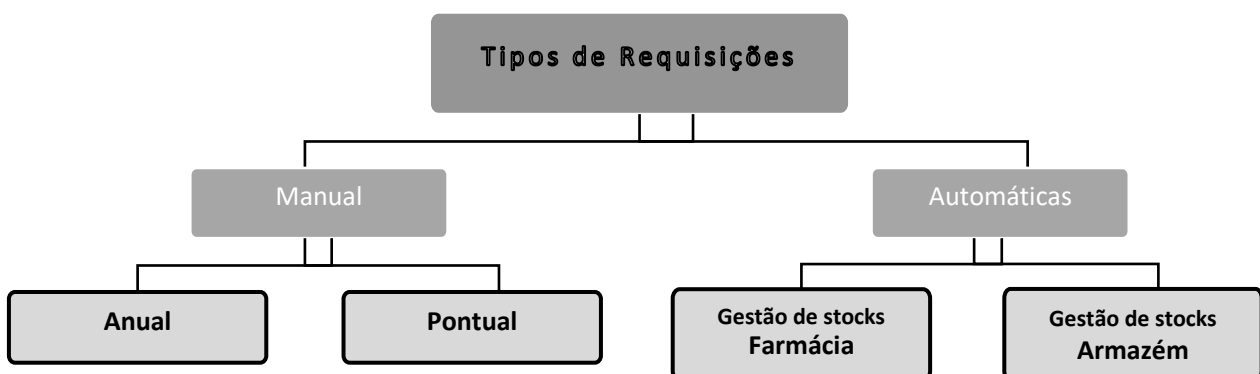 Tipos de Requisições
Manual
Automáticas
Anual
Pontual
Gestão de stocks
Farmácia
Gestão de stocks
Armazém